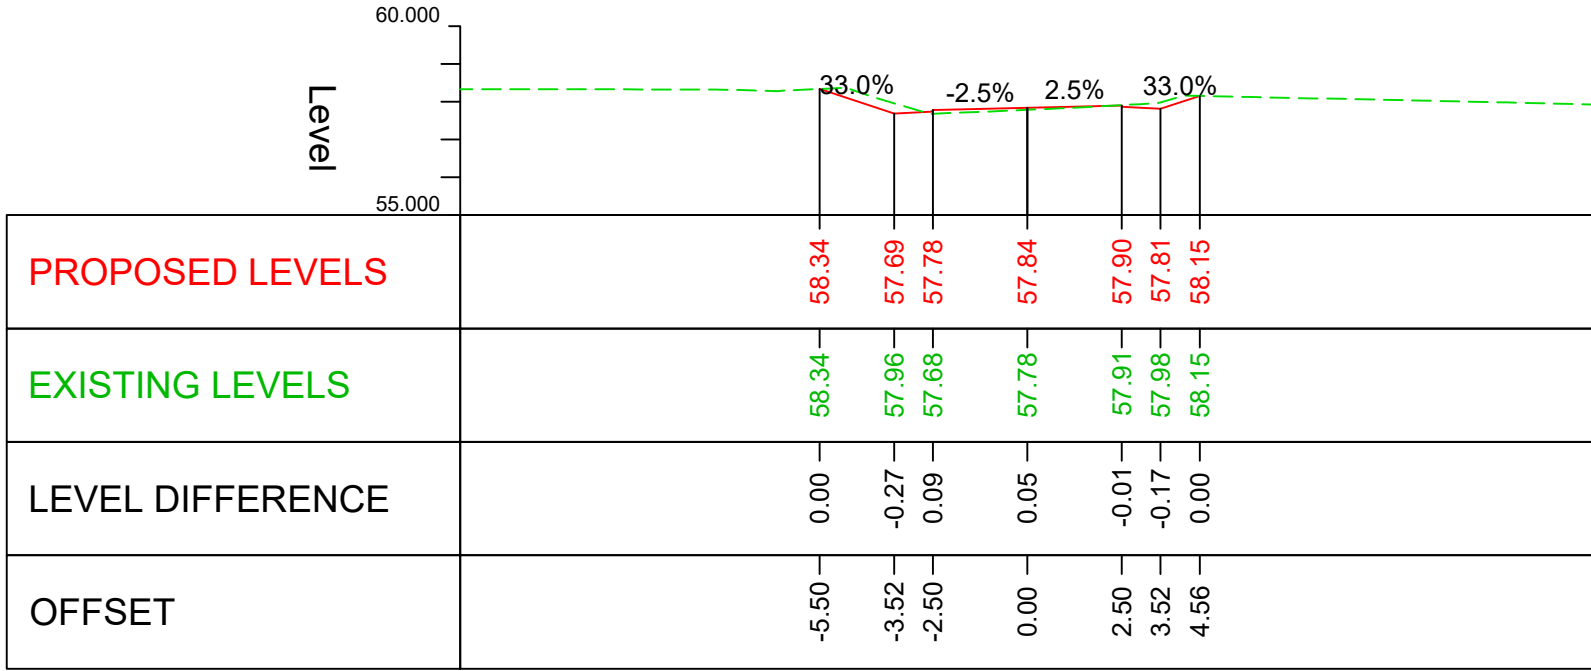 60.000
Level
33.0% -2.5% 2.5% 33.0%
55.000
PROPOSED LEVELS 58.34 57.69 57.78 57.84 57.90 57.81 58.15
EXISTING LEVELS 58.34 57.96 57.68 57.78 57.91 57.98 58.15
LEVEL DIFFERENCE 0.00 -0.27 0.09 0.05 -0.01 -0.17 0.00
OFFSET -5.50 -3.52 -2.50 0.00 2.50 3.52 4.56